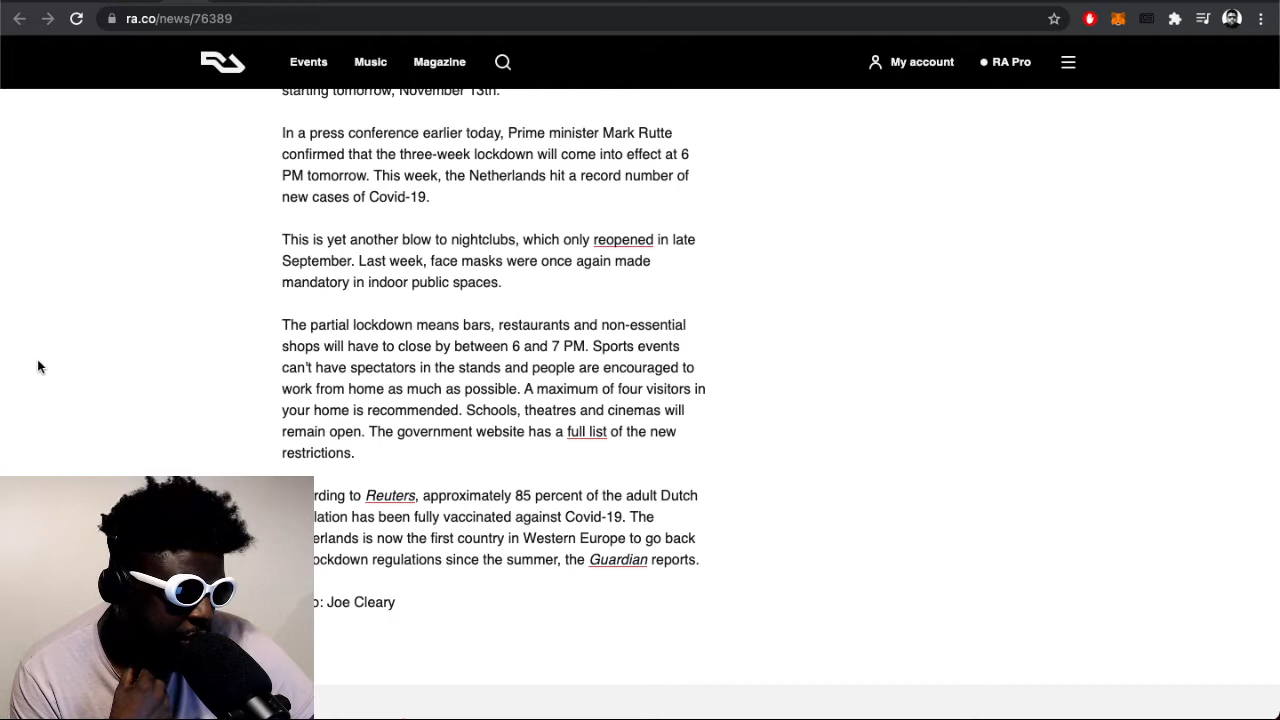 ra.co/news/76389
Events Music Magazine My account RA Pro
starting tomorrow, November 13th.
In a press conference earlier today, Prime minister Mark Rutte
confirmed that the three-week lockdown will come into effect at 6
PM tomorrow. This week, the Netherlands hit a record number of
new cases of Covid-19.
This is yet another blow to nightclubs, which only reopened in late
September. Last week, face masks were once again made
mandatory in indoor public spaces.
The partial lockdown means bars, restaurants and non-essential
shops will have to close by between 6 and 7 PM. Sports events
can't have spectators in the stands and people are encouraged to
work from home as much as possible. A maximum of four visitors in
your home is recommended. Schools, theatres and cinemas will
remain open. The government website has a full list of the new
restrictions.
rding to Reuters, approximately 85 percent of the adult Dutch
lation has been fully vaccinated against Covid-19. The
erlands is now the first country in Western Europe to go back
ockdown regulations since the summer, the Guardian reports.
o: Joe Cleary